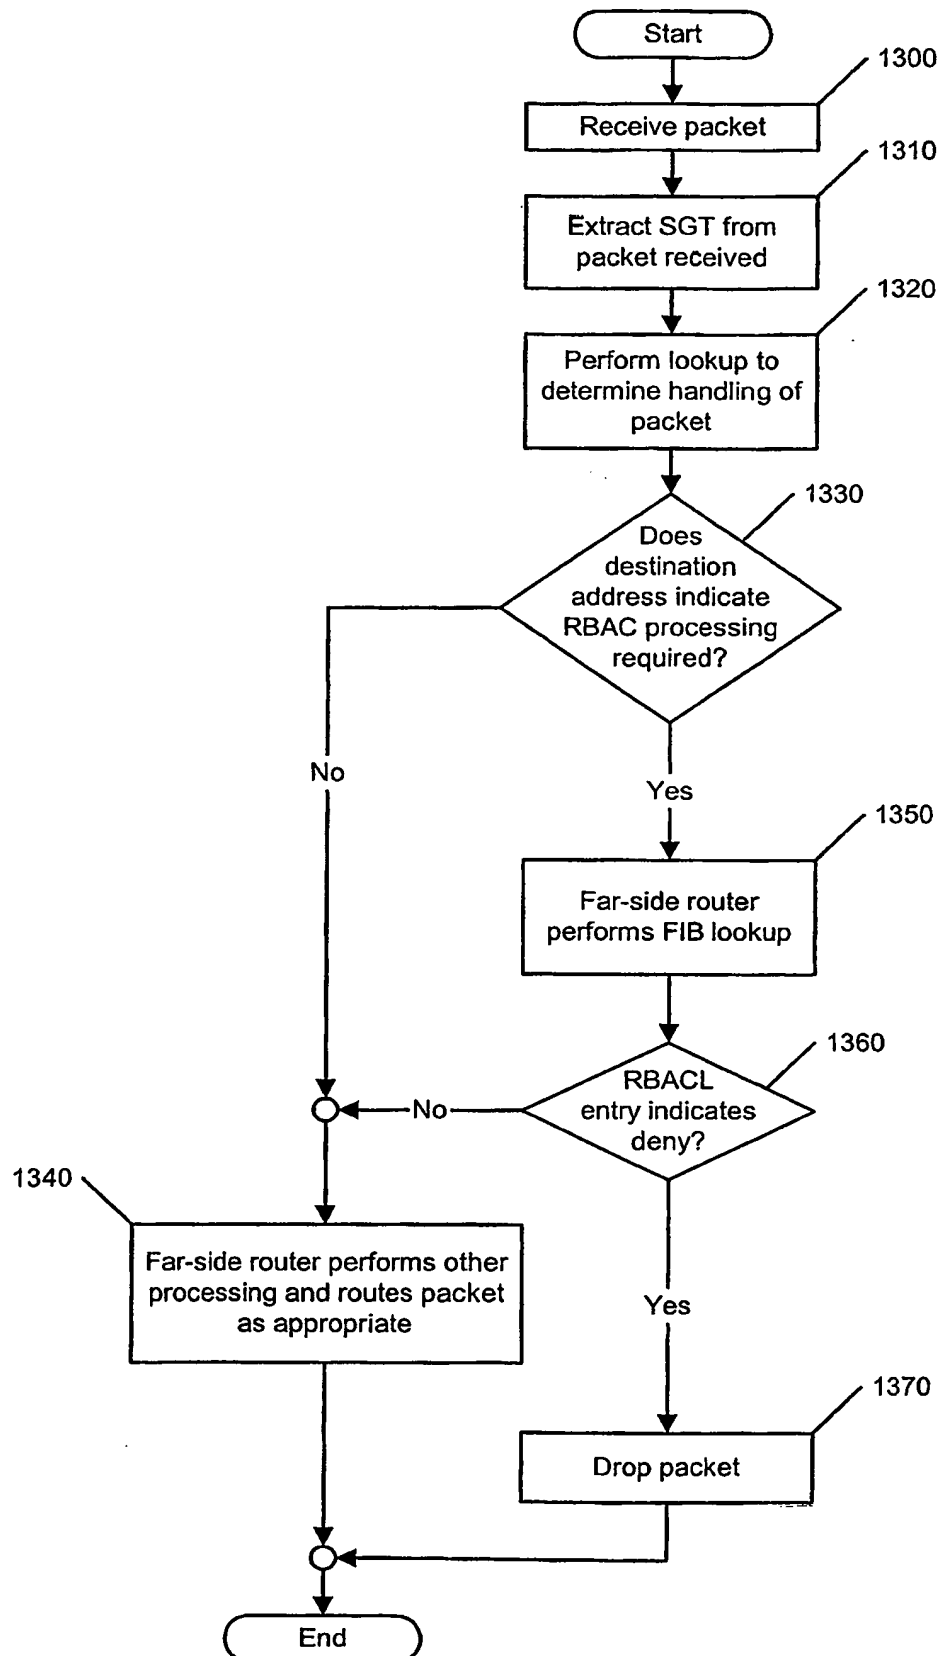 Start
1300
Receive packet
1310
Extract SGT from
packet received
1320
Perform lookup to
determine handling of
packet
1330
Does
destination
address indicate
RBAC processing
required?
No
Yes
1350
Far-side router
performs FIB lookup
1360
RBACL
entry indicates
deny?
No
1340
Far-side router performs other
processing and routes packet
as appropriate
Yes
1370
Drop packet
End